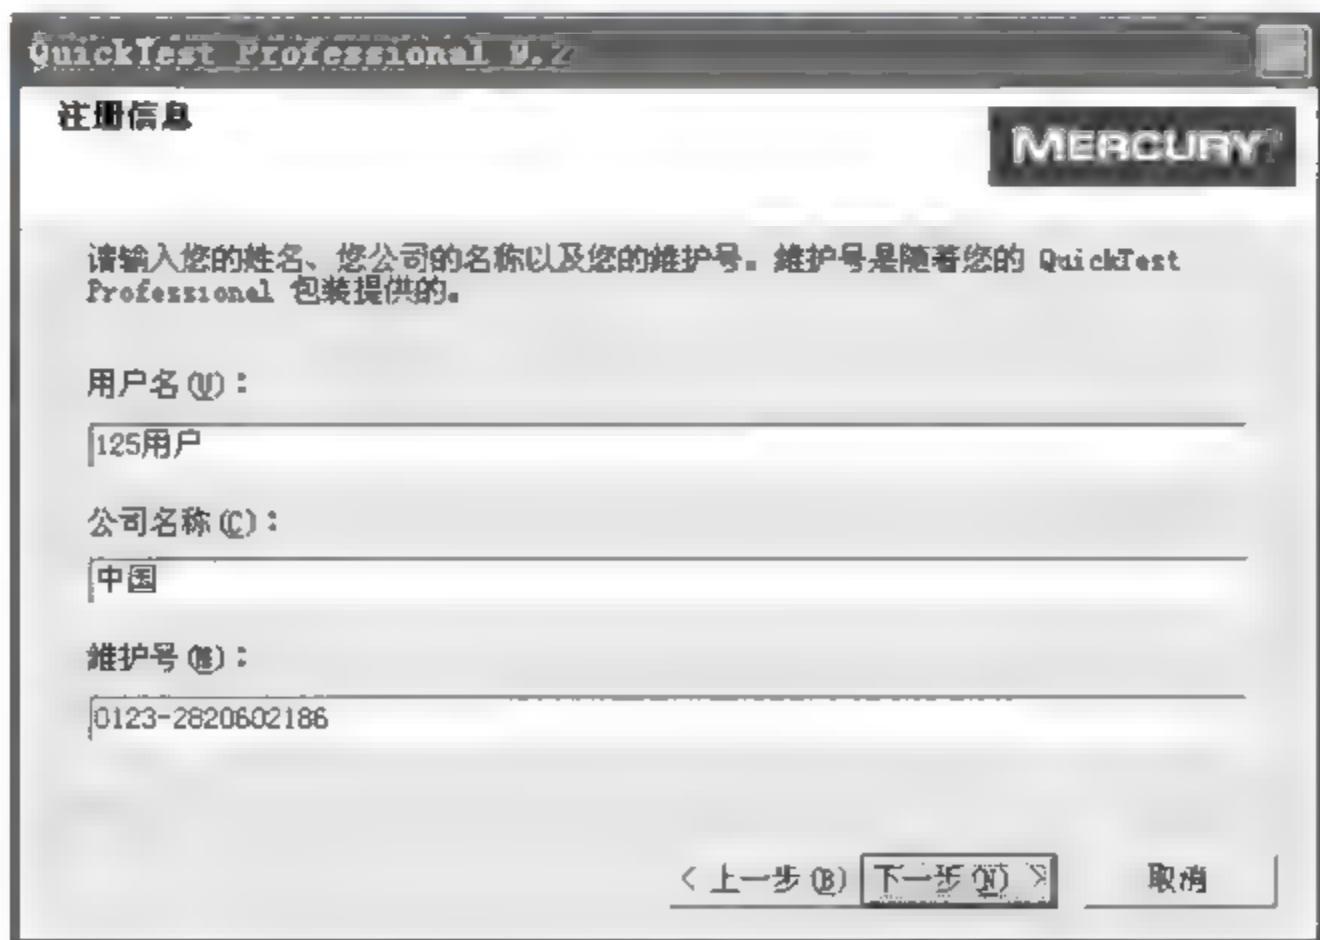 QuickTest Professional 9.2
注册信息
MERCURY
请输入您的姓名、您公司的名称以及您的维护号。维护号是随着您的 QuickTest
Professional 包装提供的。
用户名(U)：
125用户
公司名称(C)：
中国
维护号(M)：
0123-2820602186
< 上一步(B) 下一步(N) > 取消